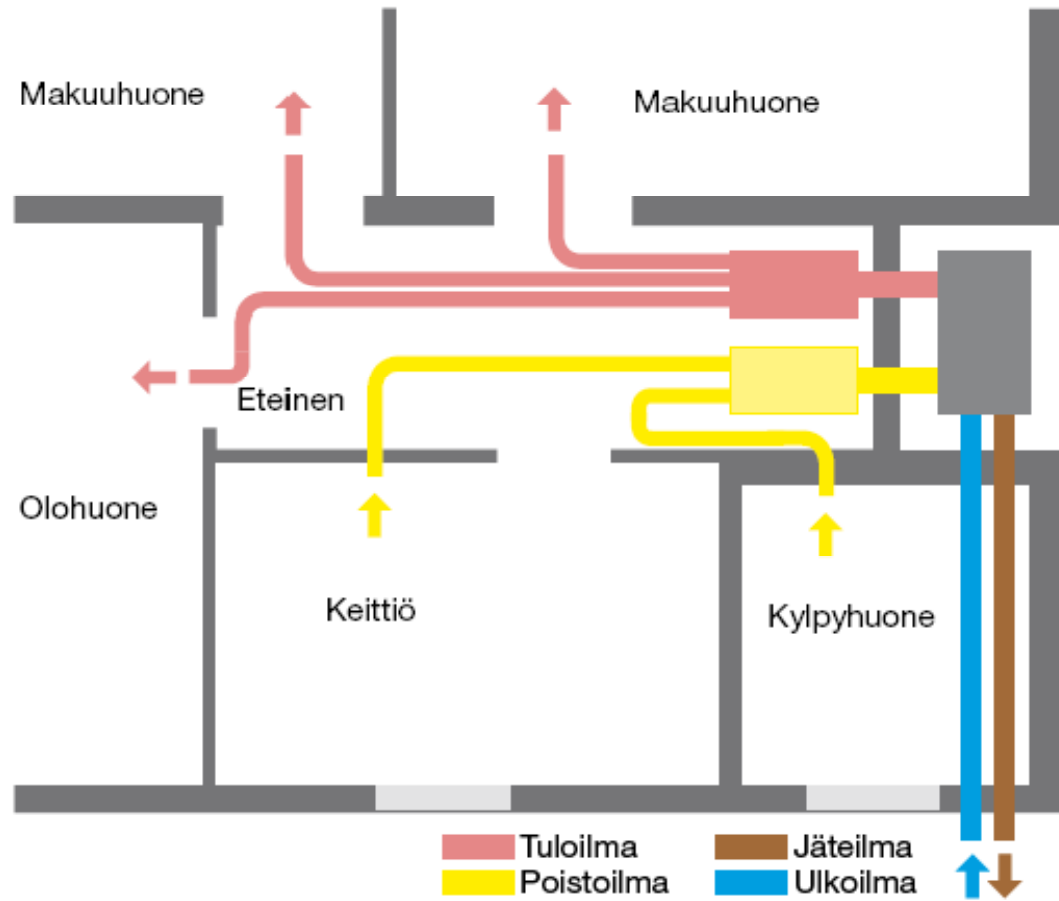 Makuuhuone
Makuuhuone
Eteinen
Olohuone
Keittiö
Kylpyhuone
Tuloilma
Jäteilma
Poistoilma
Ulkoilma